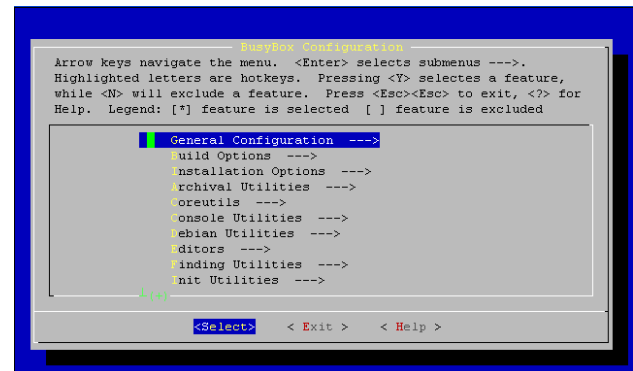 BusyBox Configuration
Arrow keys navigate the menu. <Enter> selects submenus --->.
Highlighted letters are hotkeys. Pressing <Y> selectes a feature,
while <N> will exclude a feature. Press <Esc><Esc> to exit, <?> for
Help. Legend: [*] feature is selected [ ] feature is excluded
General Configuration --->
Build Options --->
Installation Options --->
Archival Utilities --->
Coreutils --->
Console Utilities --->
Debian Utilities --->
Editors --->
Finding Utilities --->
Init Utilities --->
<Select> < Exit > < Help >